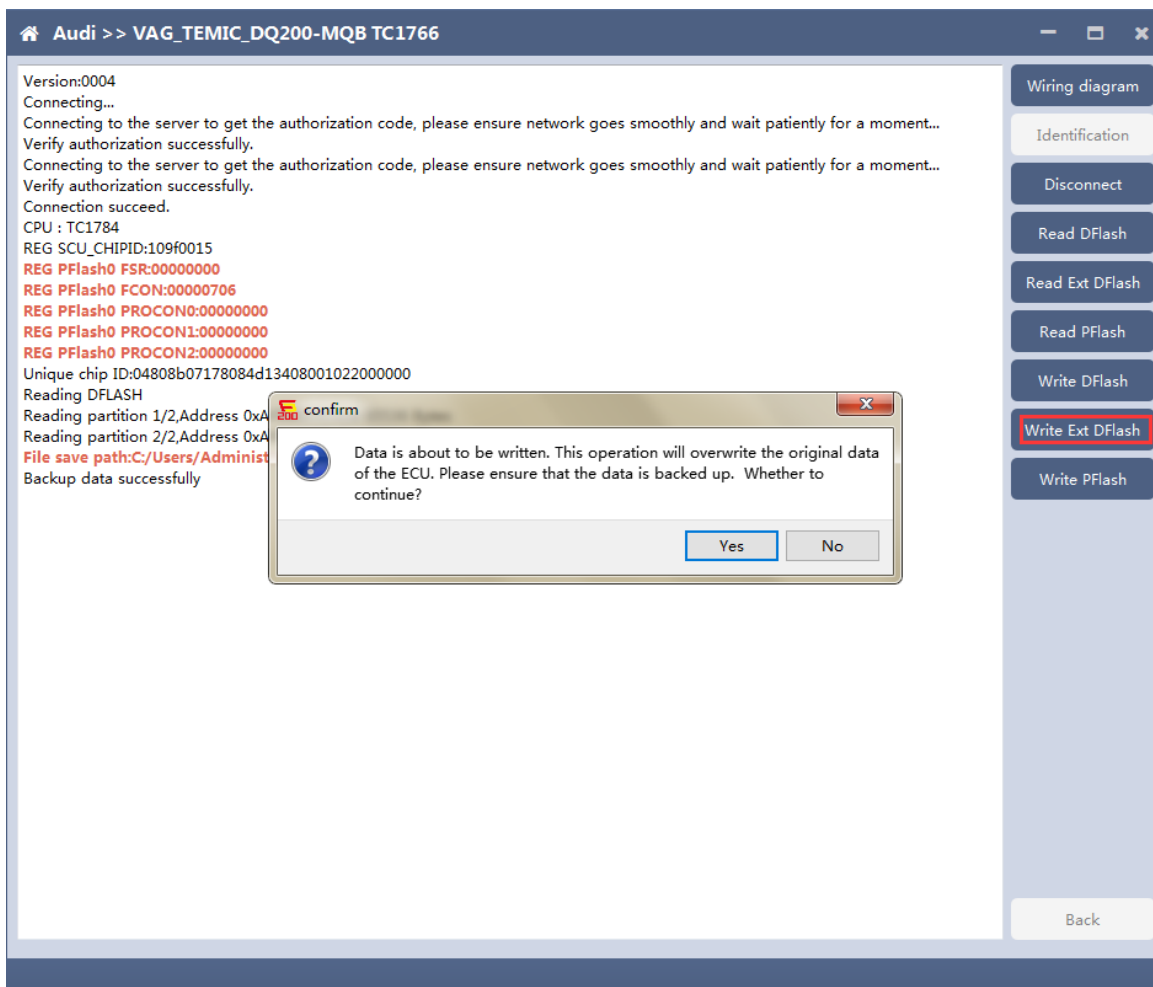 Audi >> VAG_TEMIC_DQ200-MQB TC1766
Version:0004
Connecting...
Connecting to the server to get the authorization code, please ensure network goes smoothly and wait patiently for a moment...
Verify authorization successfully.
Connecting to the server to get the authorization code, please ensure network goes smoothly and wait patiently for a moment...
Verify authorization successfully.
Connection succeed.
CPU : TC1784
REG SCU_CHIPID:109f0015
REG PFlash0 FSR:00000000
REG PFlash0 FCON:00000706
REG PFlash0 PROCON0:00000000
REG PFlash0 PROCON1:00000000
REG PFlash0 PROCON2:00000000
Unique chip ID:04808b07178084d13408001022000000
Reading DFLASH
Reading partition 1/2,Address 0xA
Reading partition 2/2,Address 0xA
File save path:C:/Users/Administ
Backup data successfully
confirm
Data is about to be written. This operation will overwrite the original data
of the ECU. Please ensure that the data is backed up.  Whether to
continue?
Yes
No
Wiring diagram
Identification
Disconnect
Read DFlash
Read Ext DFlash
Read PFlash
Write DFlash
Write Ext DFlash
Write PFlash
Back